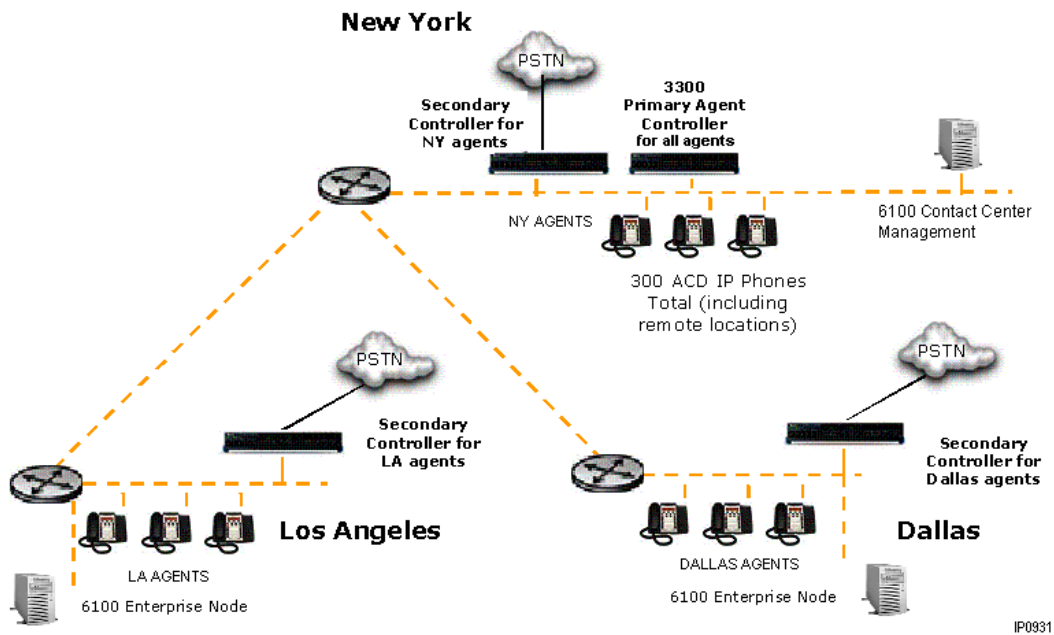 New York
PSTN
Secondary
Controller for
NY agents
3300
Primary Agent
Controller
for all agents
NY AGENTS
6100 Contact Center
Management
300 ACD IP Phones
Total (including
remote locations)
PSTN
Secondary
Controller for
LA agents
Los Angeles
LA AGENTS
6100 Enterprise Node
PSTN
Secondary
Controller for
Dallas agents
Dallas
DALLAS AGENTS
6100 Enterprise Node
IP0931